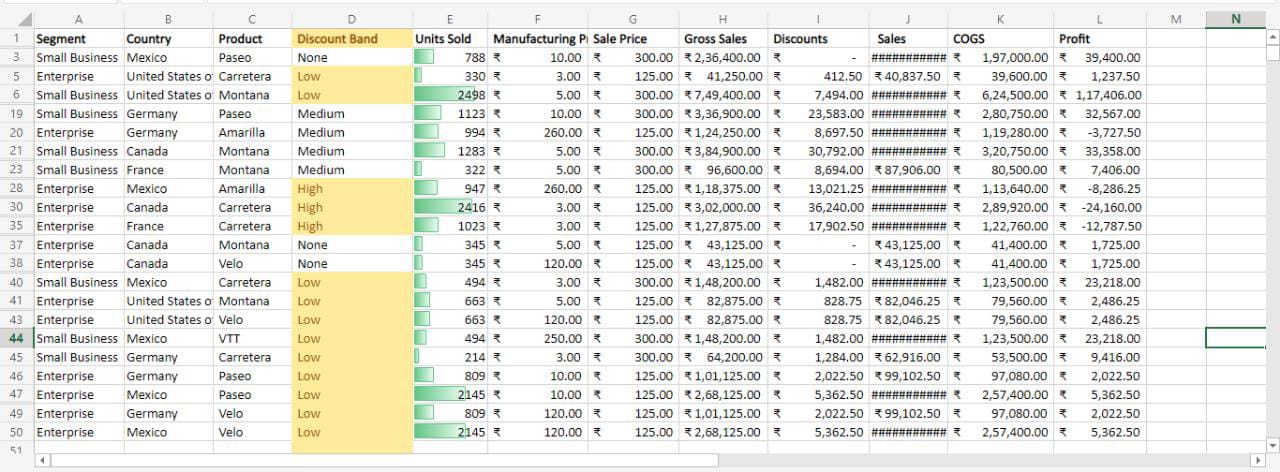 A B C D E F G H I J K L M N
1 Segment Country Product Discount Band Units Sold Manufacturing Pr Sale Price Gross Sales Discounts Sales COGS Profit
3 Small Business Mexico Paseo None 788 ₹ 10.00 ₹ 300.00 ₹ 2,36,400.00 ₹ - ########### ₹ 1,97,000.00 ₹ 39,400.00
5 Enterprise United States of Carretera Low 330 ₹ 3.00 ₹ 125.00 ₹ 41,250.00 ₹ 412.50 ₹ 40,837.50 ₹ 39,600.00 ₹ 1,237.50
6 Small Business United States of Montana Low 2498 ₹ 5.00 ₹ 300.00 ₹ 7,49,400.00 ₹ 7,494.00 ########### ₹ 6,24,500.00 ₹ 1,17,406.00
19 Small Business Germany Paseo Medium 1123 ₹ 10.00 ₹ 300.00 ₹ 3,36,900.00 ₹ 23,583.00 ########### ₹ 2,80,750.00 ₹ 32,567.00
20 Enterprise Germany Amarilla Medium 994 ₹ 260.00 ₹ 125.00 ₹ 1,24,250.00 ₹ 8,697.50 ########### ₹ 1,19,280.00 ₹ -3,727.50
21 Small Business Canada Montana Medium 1283 ₹ 5.00 ₹ 300.00 ₹ 3,84,900.00 ₹ 30,792.00 ########### ₹ 3,20,750.00 ₹ 33,358.00
23 Small Business France Montana Medium 322 ₹ 5.00 ₹ 300.00 ₹ 96,600.00 ₹ 8,694.00 ₹ 87,906.00 ₹ 80,500.00 ₹ 7,406.00
28 Enterprise Mexico Amarilla High 947 ₹ 260.00 ₹ 125.00 ₹ 1,18,375.00 ₹ 13,021.25 ########### ₹ 1,13,640.00 ₹ -8,286.25
30 Enterprise Canada Carretera High 2416 ₹ 3.00 ₹ 125.00 ₹ 3,02,000.00 ₹ 36,240.00 ########### ₹ 2,89,920.00 ₹ -24,160.00
35 Enterprise France Carretera High 1023 ₹ 3.00 ₹ 125.00 ₹ 1,27,875.00 ₹ 17,902.50 ########### ₹ 1,22,760.00 ₹ -12,787.50
37 Enterprise Canada Montana None 345 ₹ 5.00 ₹ 125.00 ₹ 43,125.00 ₹ - ₹ 43,125.00 ₹ 41,400.00 ₹ 1,725.00
38 Enterprise Canada Velo None 345 ₹ 120.00 ₹ 125.00 ₹ 43,125.00 ₹ - ₹ 43,125.00 ₹ 41,400.00 ₹ 1,725.00
40 Small Business Mexico Carretera Low 494 ₹ 3.00 ₹ 300.00 ₹ 1,48,200.00 ₹ 1,482.00 ########### ₹ 1,23,500.00 ₹ 23,218.00
41 Enterprise United States of Montana Low 663 ₹ 5.00 ₹ 125.00 ₹ 82,875.00 ₹ 828.75 ₹ 82,046.25 ₹ 79,560.00 ₹ 2,486.25
43 Enterprise United States of Velo Low 663 ₹ 120.00 ₹ 125.00 ₹ 82,875.00 ₹ 828.75 ₹ 82,046.25 ₹ 79,560.00 ₹ 2,486.25
44 Small Business Mexico VTT Low 494 ₹ 250.00 ₹ 300.00 ₹ 1,48,200.00 ₹ 1,482.00 ########### ₹ 1,23,500.00 ₹ 23,218.00
45 Small Business Germany Carretera Low 214 ₹ 3.00 ₹ 300.00 ₹ 64,200.00 ₹ 1,284.00 ₹ 62,916.00 ₹ 53,500.00 ₹ 9,416.00
46 Enterprise Germany Paseo Low 809 ₹ 10.00 ₹ 125.00 ₹ 1,01,125.00 ₹ 2,022.50 ₹ 99,102.50 ₹ 97,080.00 ₹ 2,022.50
47 Enterprise Mexico Paseo Low 2145 ₹ 10.00 ₹ 125.00 ₹ 2,68,125.00 ₹ 5,362.50 ########### ₹ 2,57,400.00 ₹ 5,362.50
49 Enterprise Germany Velo Low 809 ₹ 120.00 ₹ 125.00 ₹ 1,01,125.00 ₹ 2,022.50 ₹ 99,102.50 ₹ 97,080.00 ₹ 2,022.50
50 Enterprise Mexico Velo Low 2145 ₹ 120.00 ₹ 125.00 ₹ 2,68,125.00 ₹ 5,362.50 ########### ₹ 2,57,400.00 ₹ 5,362.50
51